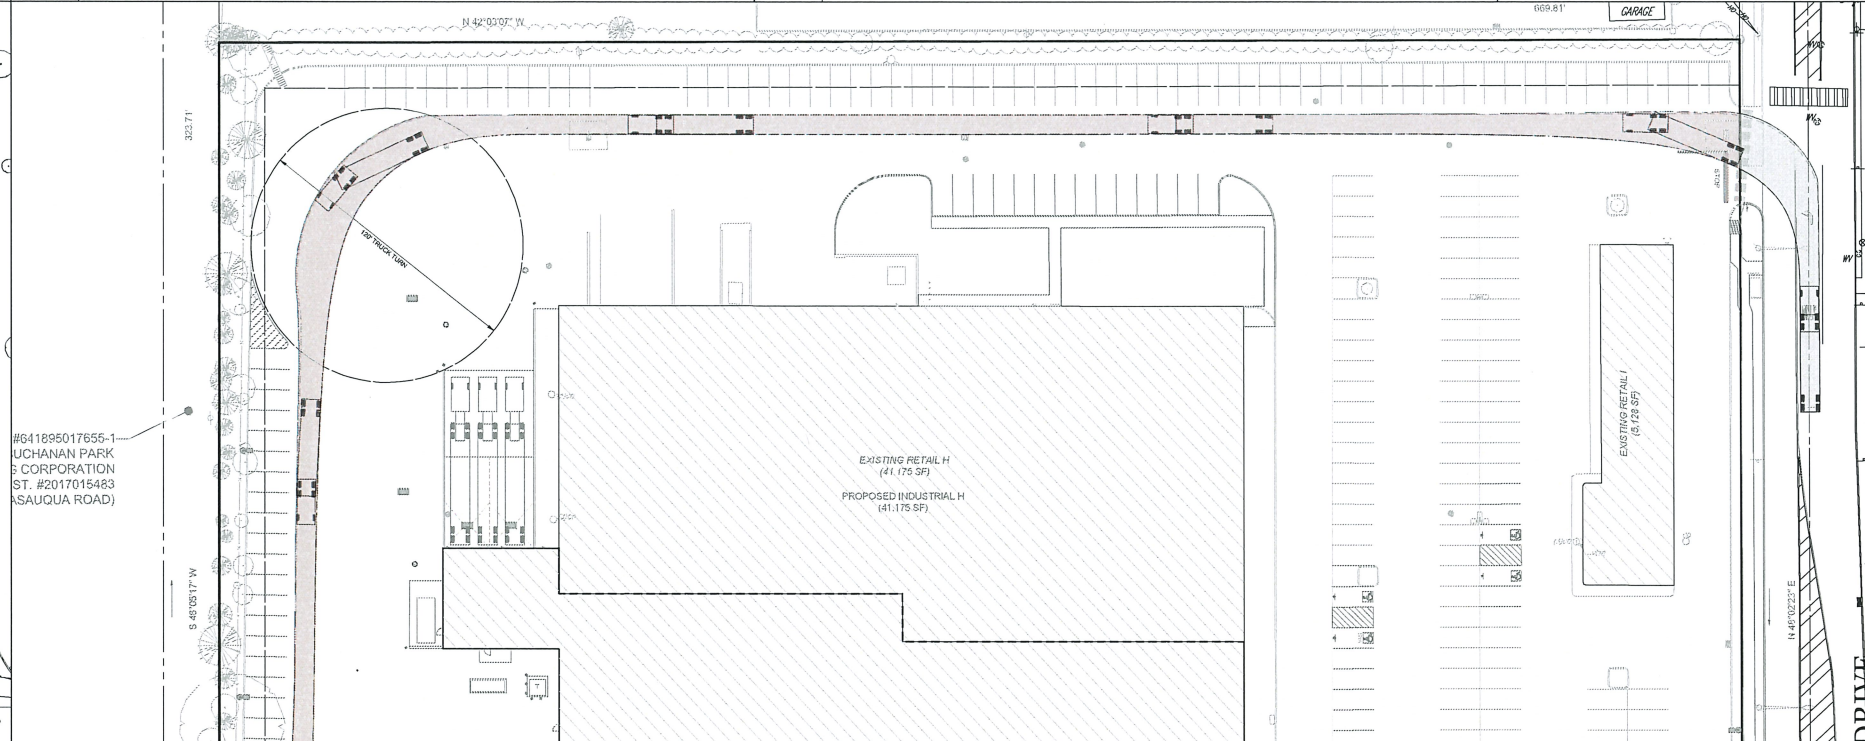 N 42°03'07" W
669.81'
GARAGE
323.71'
120' TRUCK TURN
STOP
#641895017655-1
UCHANAN PARK
G CORPORATION
ST. #2017015483
ASAUQUA ROAD)
S 48°05'17" W
EXISTING RETAIL H
(41,175 SF)
PROPOSED INDUSTRIAL H
(41,175 SF)
EXISTING RETAIL I
(5,128 SF)
N 48°02'23" E
T
DRIVE